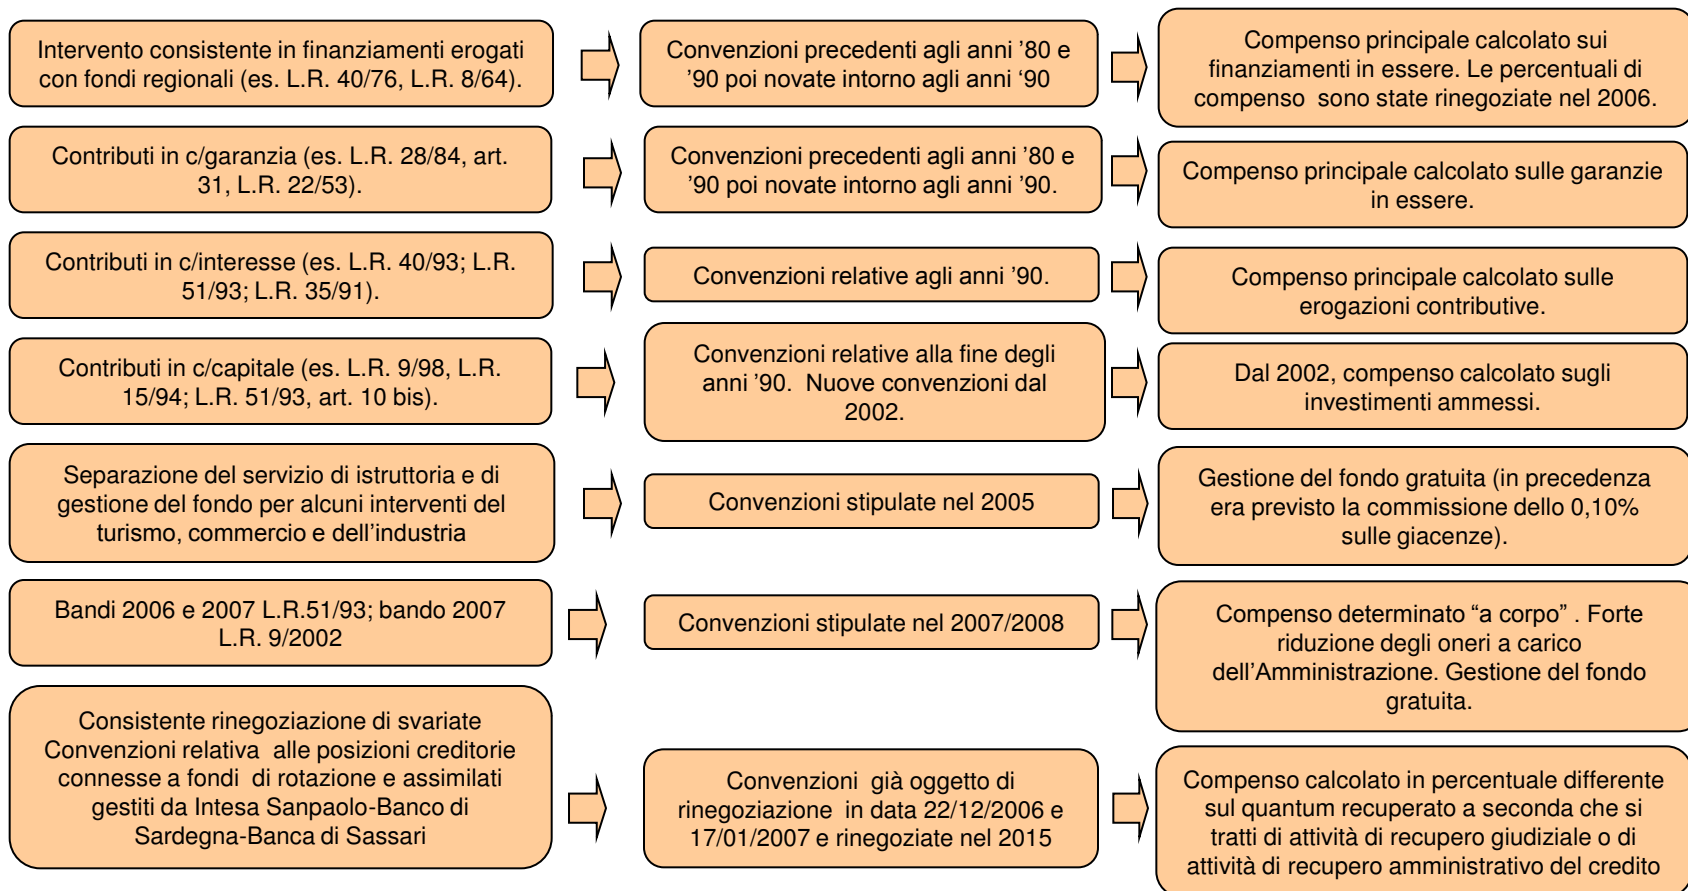 Intervento consistente in finanziamenti erogati
con fondi regionali (es. L.R. 40/76, L.R. 8/64).
Convenzioni precedenti agli anni ’80 e
’90 poi novate intorno agli anni ‘90
Compenso principale calcolato sui
finanziamenti in essere. Le percentuali di
compenso sono state rinegoziate nel 2006.
Contributi in c/garanzia (es. L.R. 28/84, art.
31, L.R. 22/53).
Convenzioni precedenti agli anni ’80 e
’90 poi novate intorno agli anni ’90.
Compenso principale calcolato sulle garanzie
in essere.
Contributi in c/interesse (es. L.R. 40/93; L.R.
51/93; L.R. 35/91).
Convenzioni relative agli anni ’90.
Compenso principale calcolato sulle
erogazioni contributive.
Contributi in c/capitale (es. L.R. 9/98, L.R.
15/94; L.R. 51/93, art. 10 bis).
Convenzioni relative alla fine degli
anni ’90. Nuove convenzioni dal
2002.
Dal 2002, compenso calcolato sugli
investimenti ammessi.
Separazione del servizio di istruttoria e di
gestione del fondo per alcuni interventi del
turismo, commercio e dell’industria
Convenzioni stipulate nel 2005
Gestione del fondo gratuita (in precedenza
era previsto la commissione dello 0,10%
sulle giacenze).
Bandi 2006 e 2007 L.R.51/93; bando 2007
L.R. 9/2002
Convenzioni stipulate nel 2007/2008
Compenso determinato “a corpo” . Forte
riduzione degli oneri a carico
dell’Amministrazione. Gestione del fondo
gratuita.
Consistente rinegoziazione di svariate
Convenzioni relativa alle posizioni creditorie
connesse a fondi di rotazione e assimilati
gestiti da Intesa Sanpaolo-Banco di
Sardegna-Banca di Sassari
Convenzioni già oggetto di
rinegoziazione in data 22/12/2006 e
17/01/2007 e rinegoziate nel 2015
Compenso calcolato in percentuale differente
sul quantum recuperato a seconda che si
tratti di attività di recupero giudiziale o di
attività di recupero amministrativo del credito